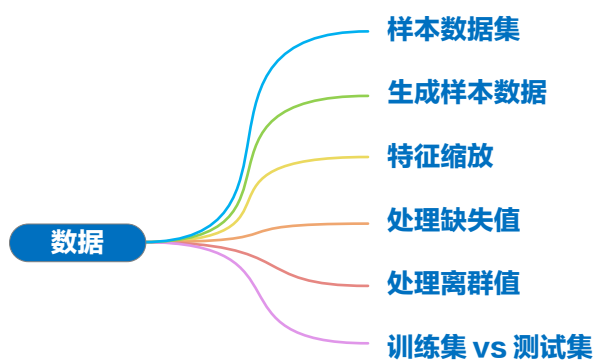 数据
样本数据集
生成样本数据
特征缩放
处理缺失值
处理离群值
训练集 vs 测试集